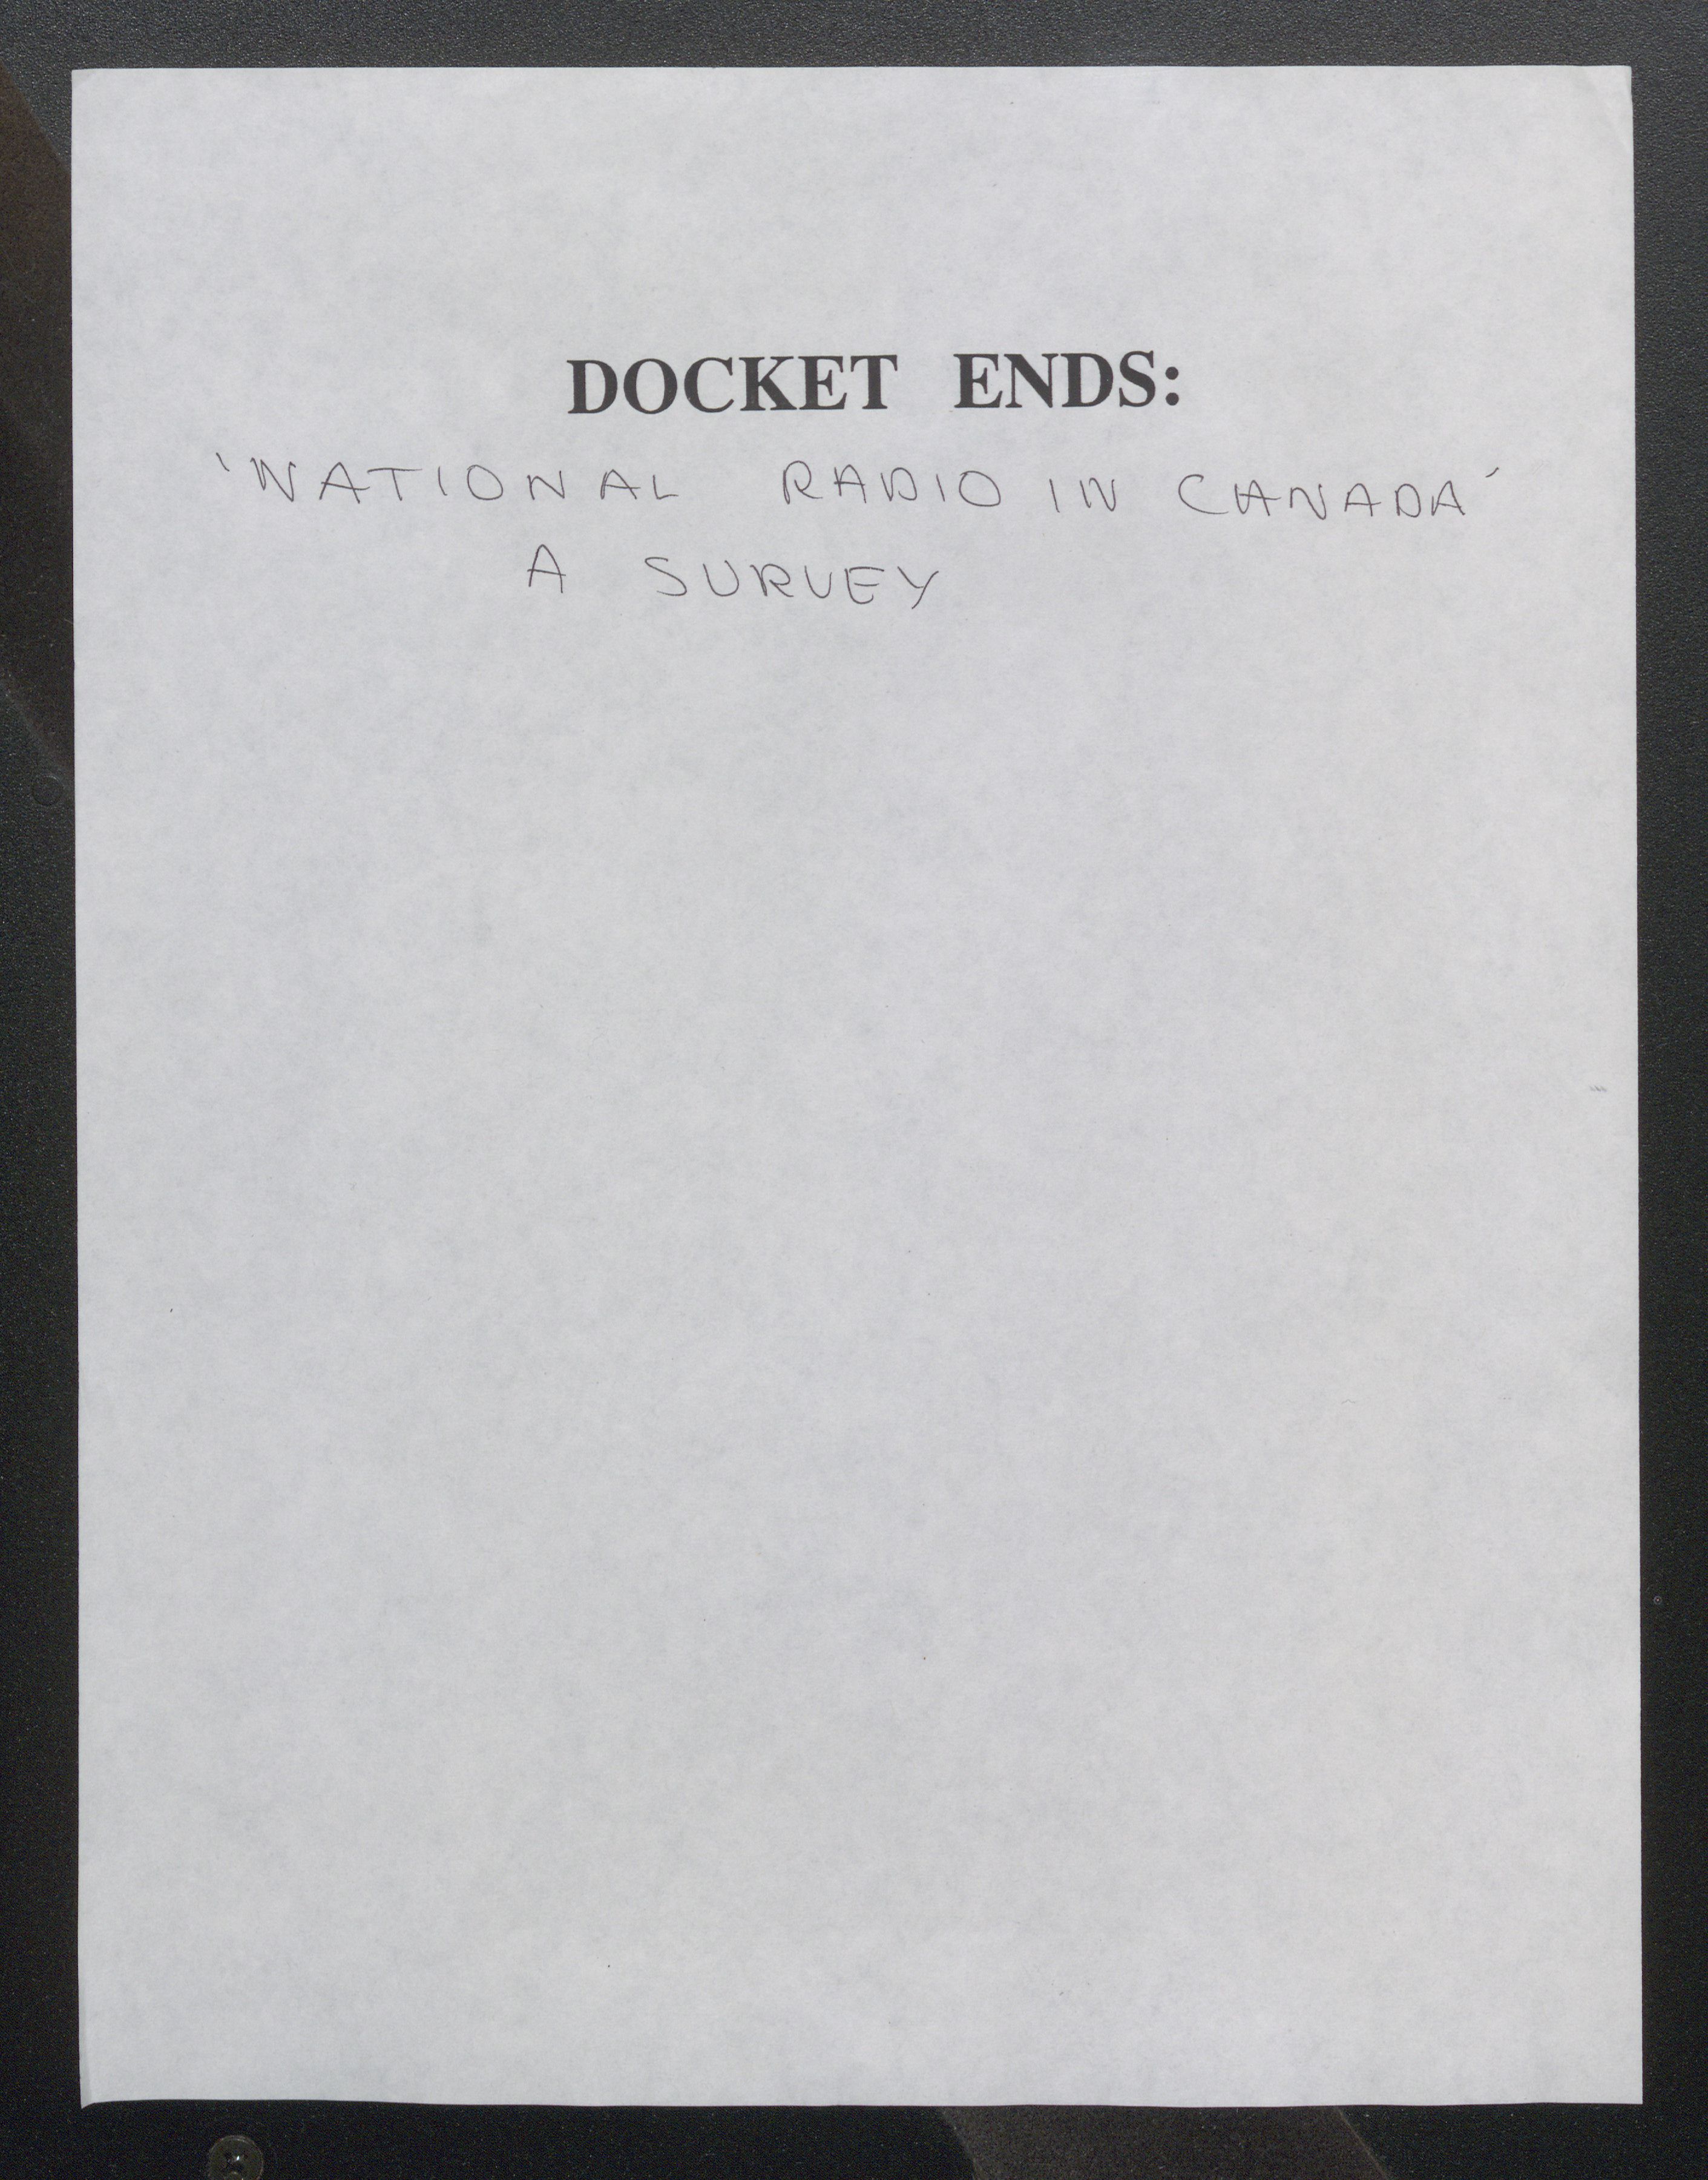 DOCKET ENDS:
'NATIONAL RADIO IN CANADA'
A SURVEY